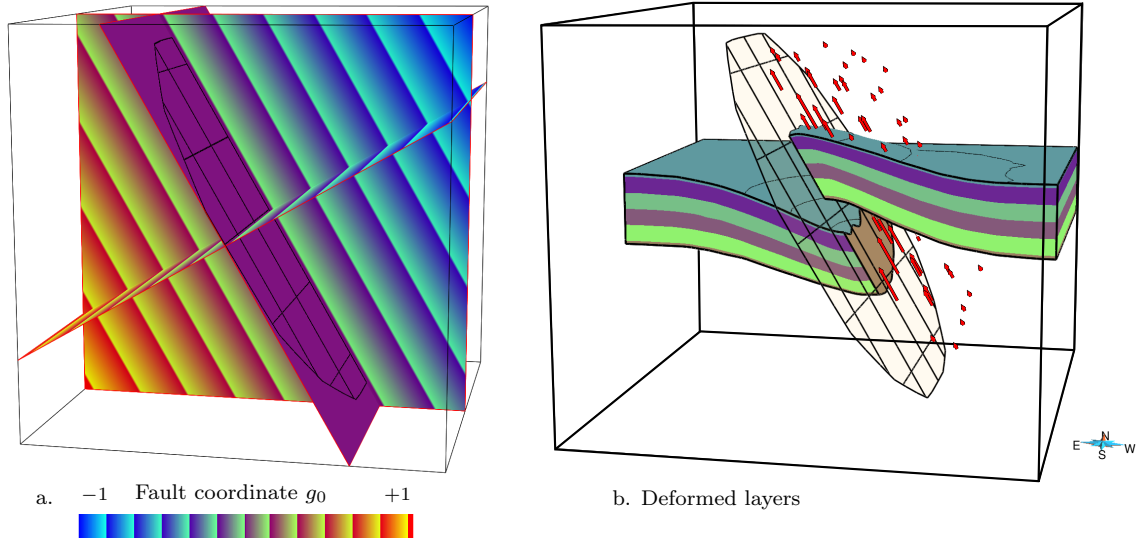 N
E W
S
a. −1 Fault coordinate g₀ +1
b. Deformed layers